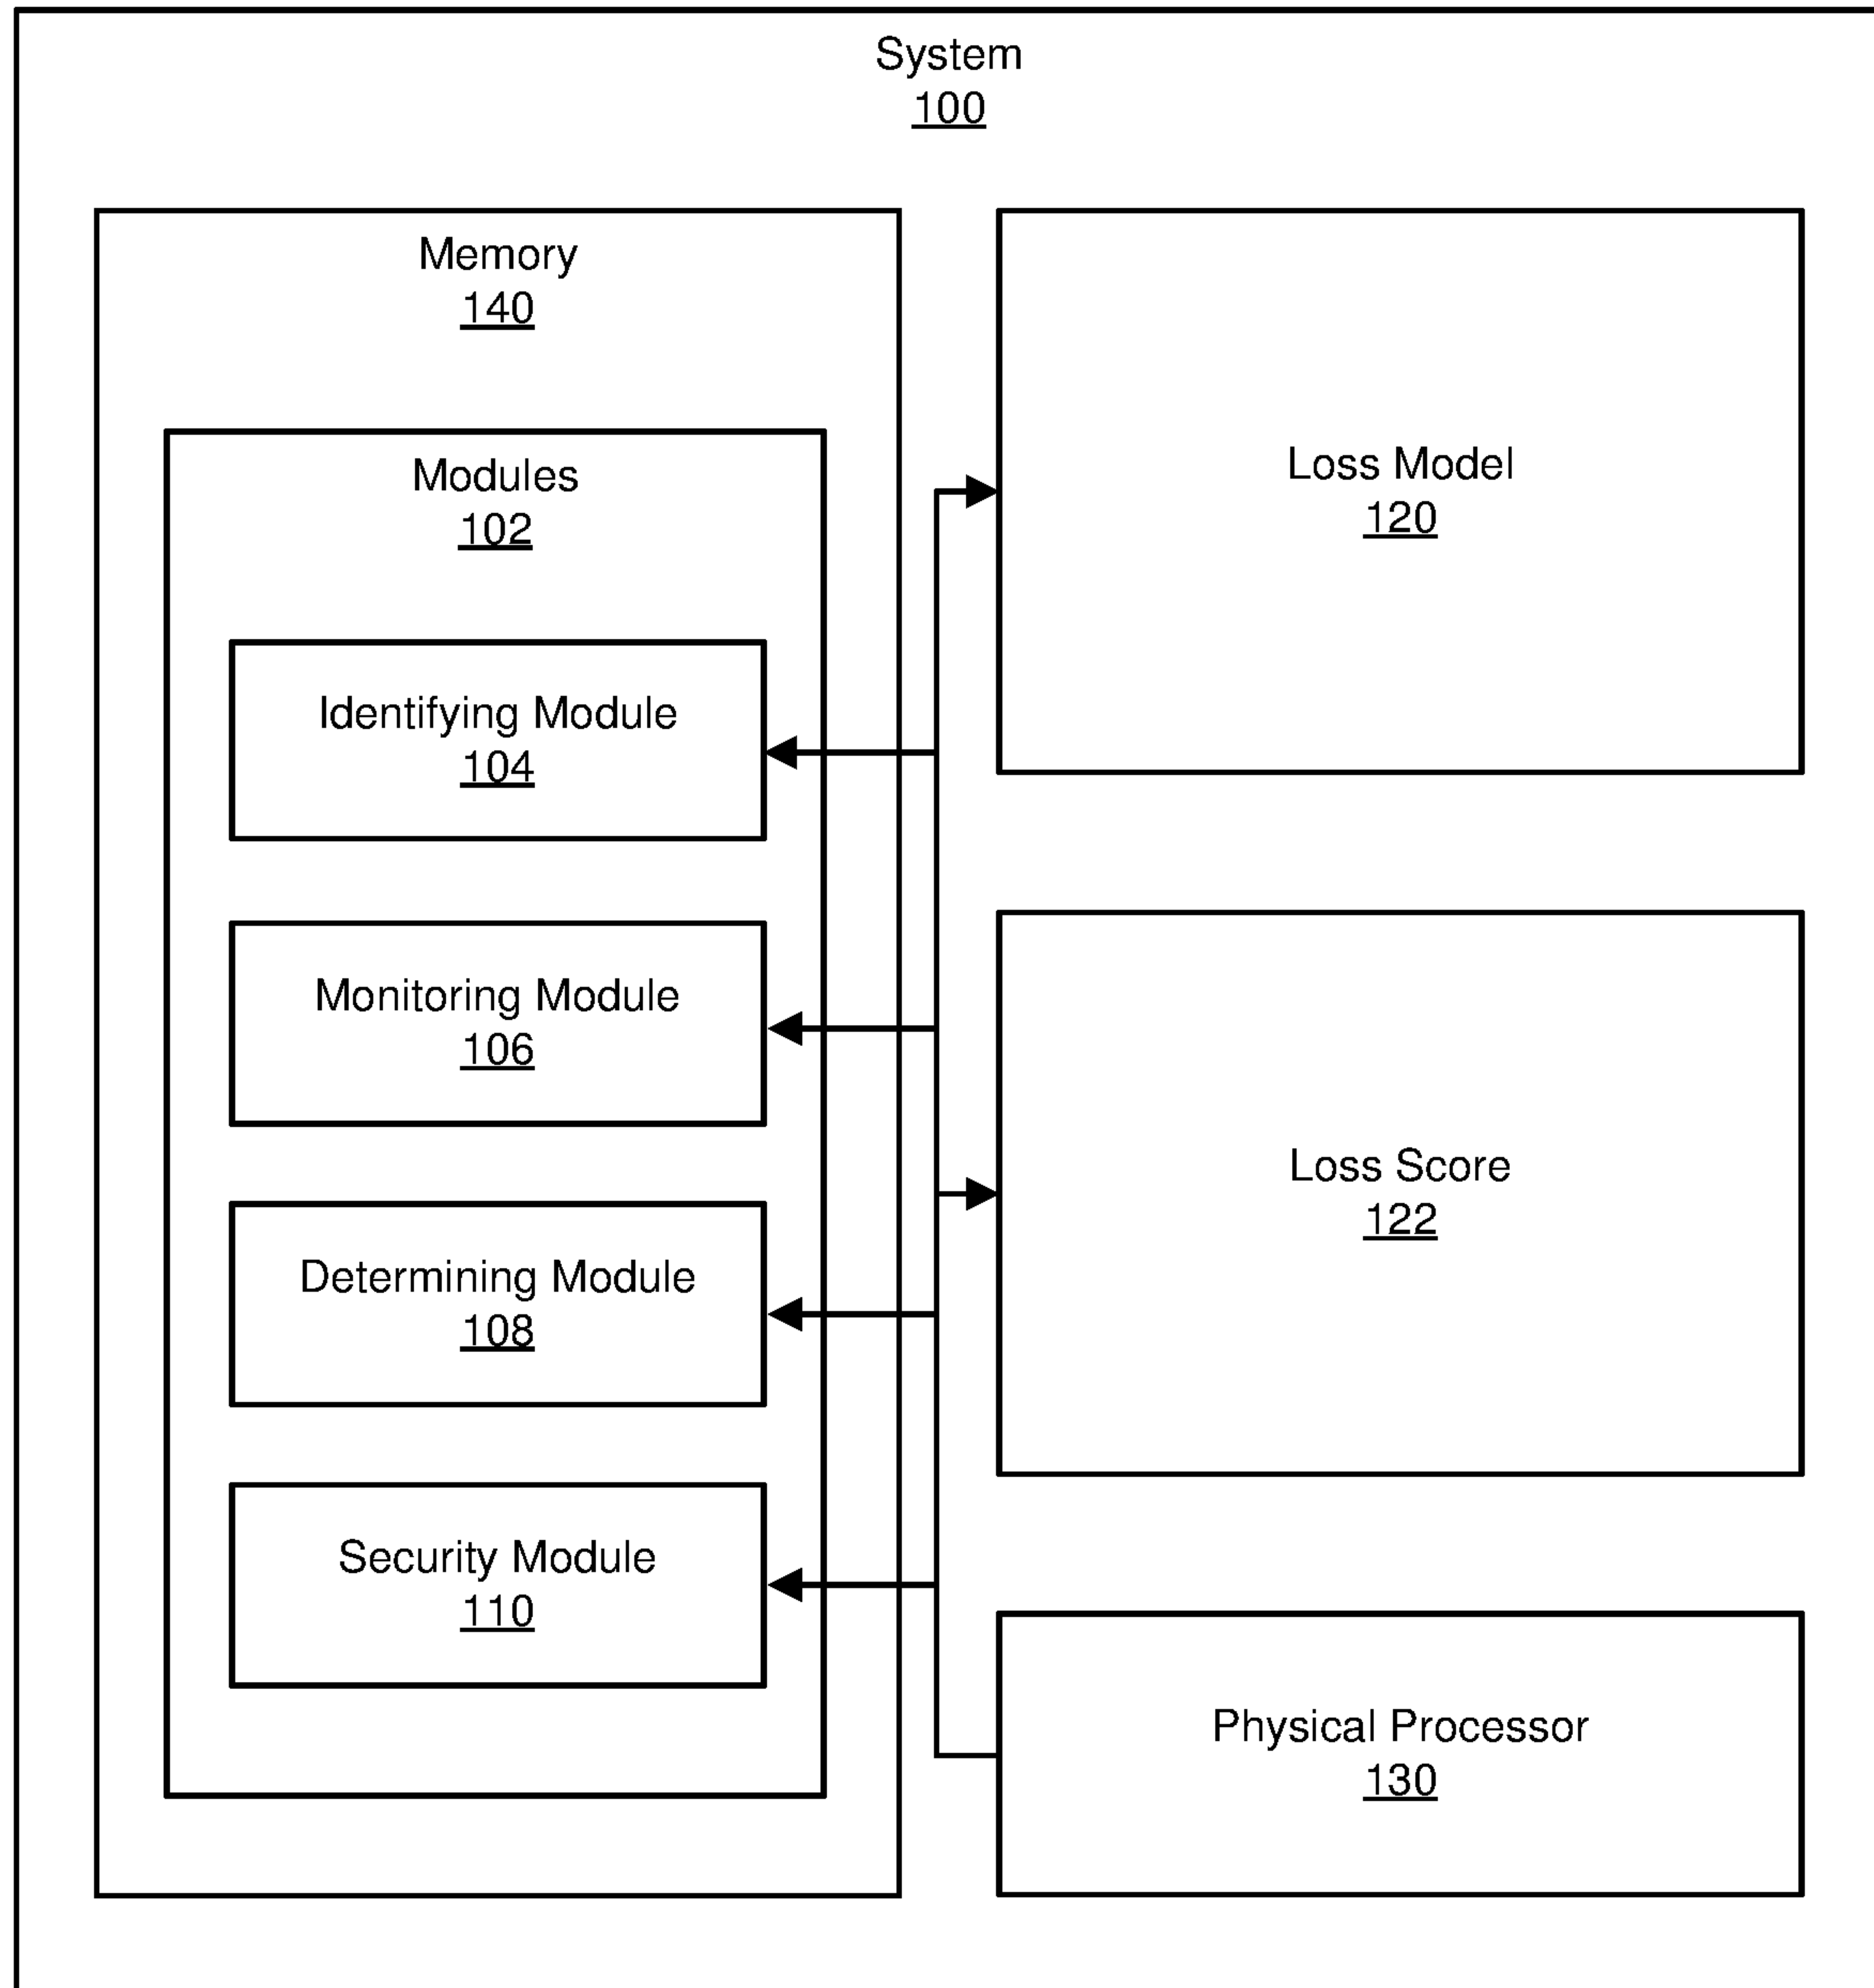 System
100
Memory
140
Modules
102
Identifying Module
104
Monitoring Module
106
Determining Module
108
Security Module
110
Loss Model
120
Loss Score
122
Physical Processor
130